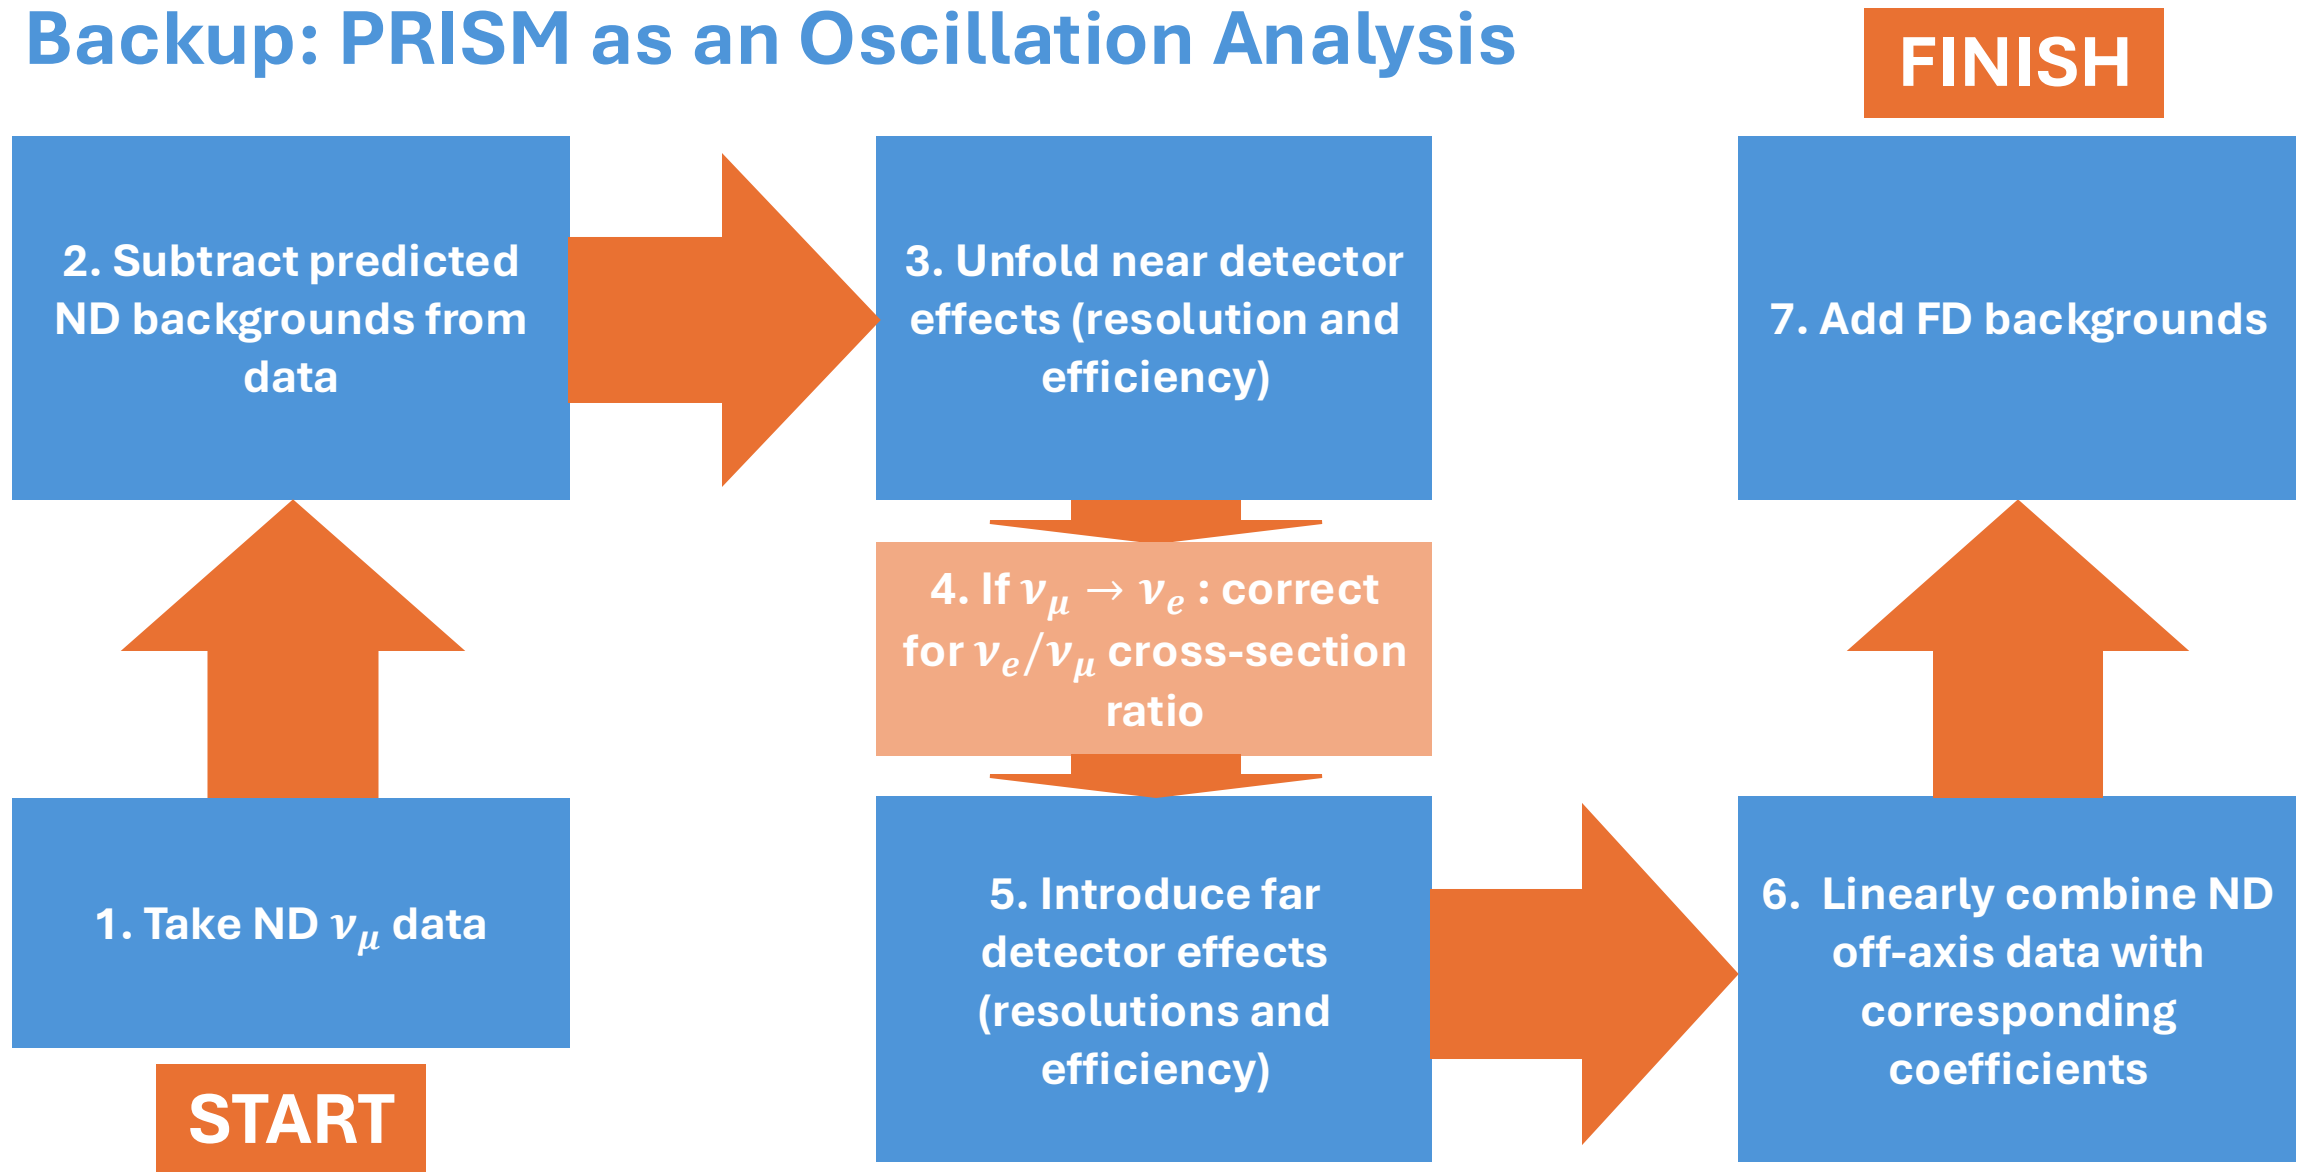 Backup: PRISM as an Oscillation Analysis
FINISH
2. Subtract predicted
ND backgrounds from
data
3. Unfold near detector
effects (resolution and
efficiency)
7. Add FD backgrounds
4. If νμ → νe : correct
for νe/νμ cross-section
ratio
1. Take ND νμ data
5. Introduce far
detector effects
(resolutions and
efficiency)
6. Linearly combine ND
off-axis data with
corresponding
coefficients
START